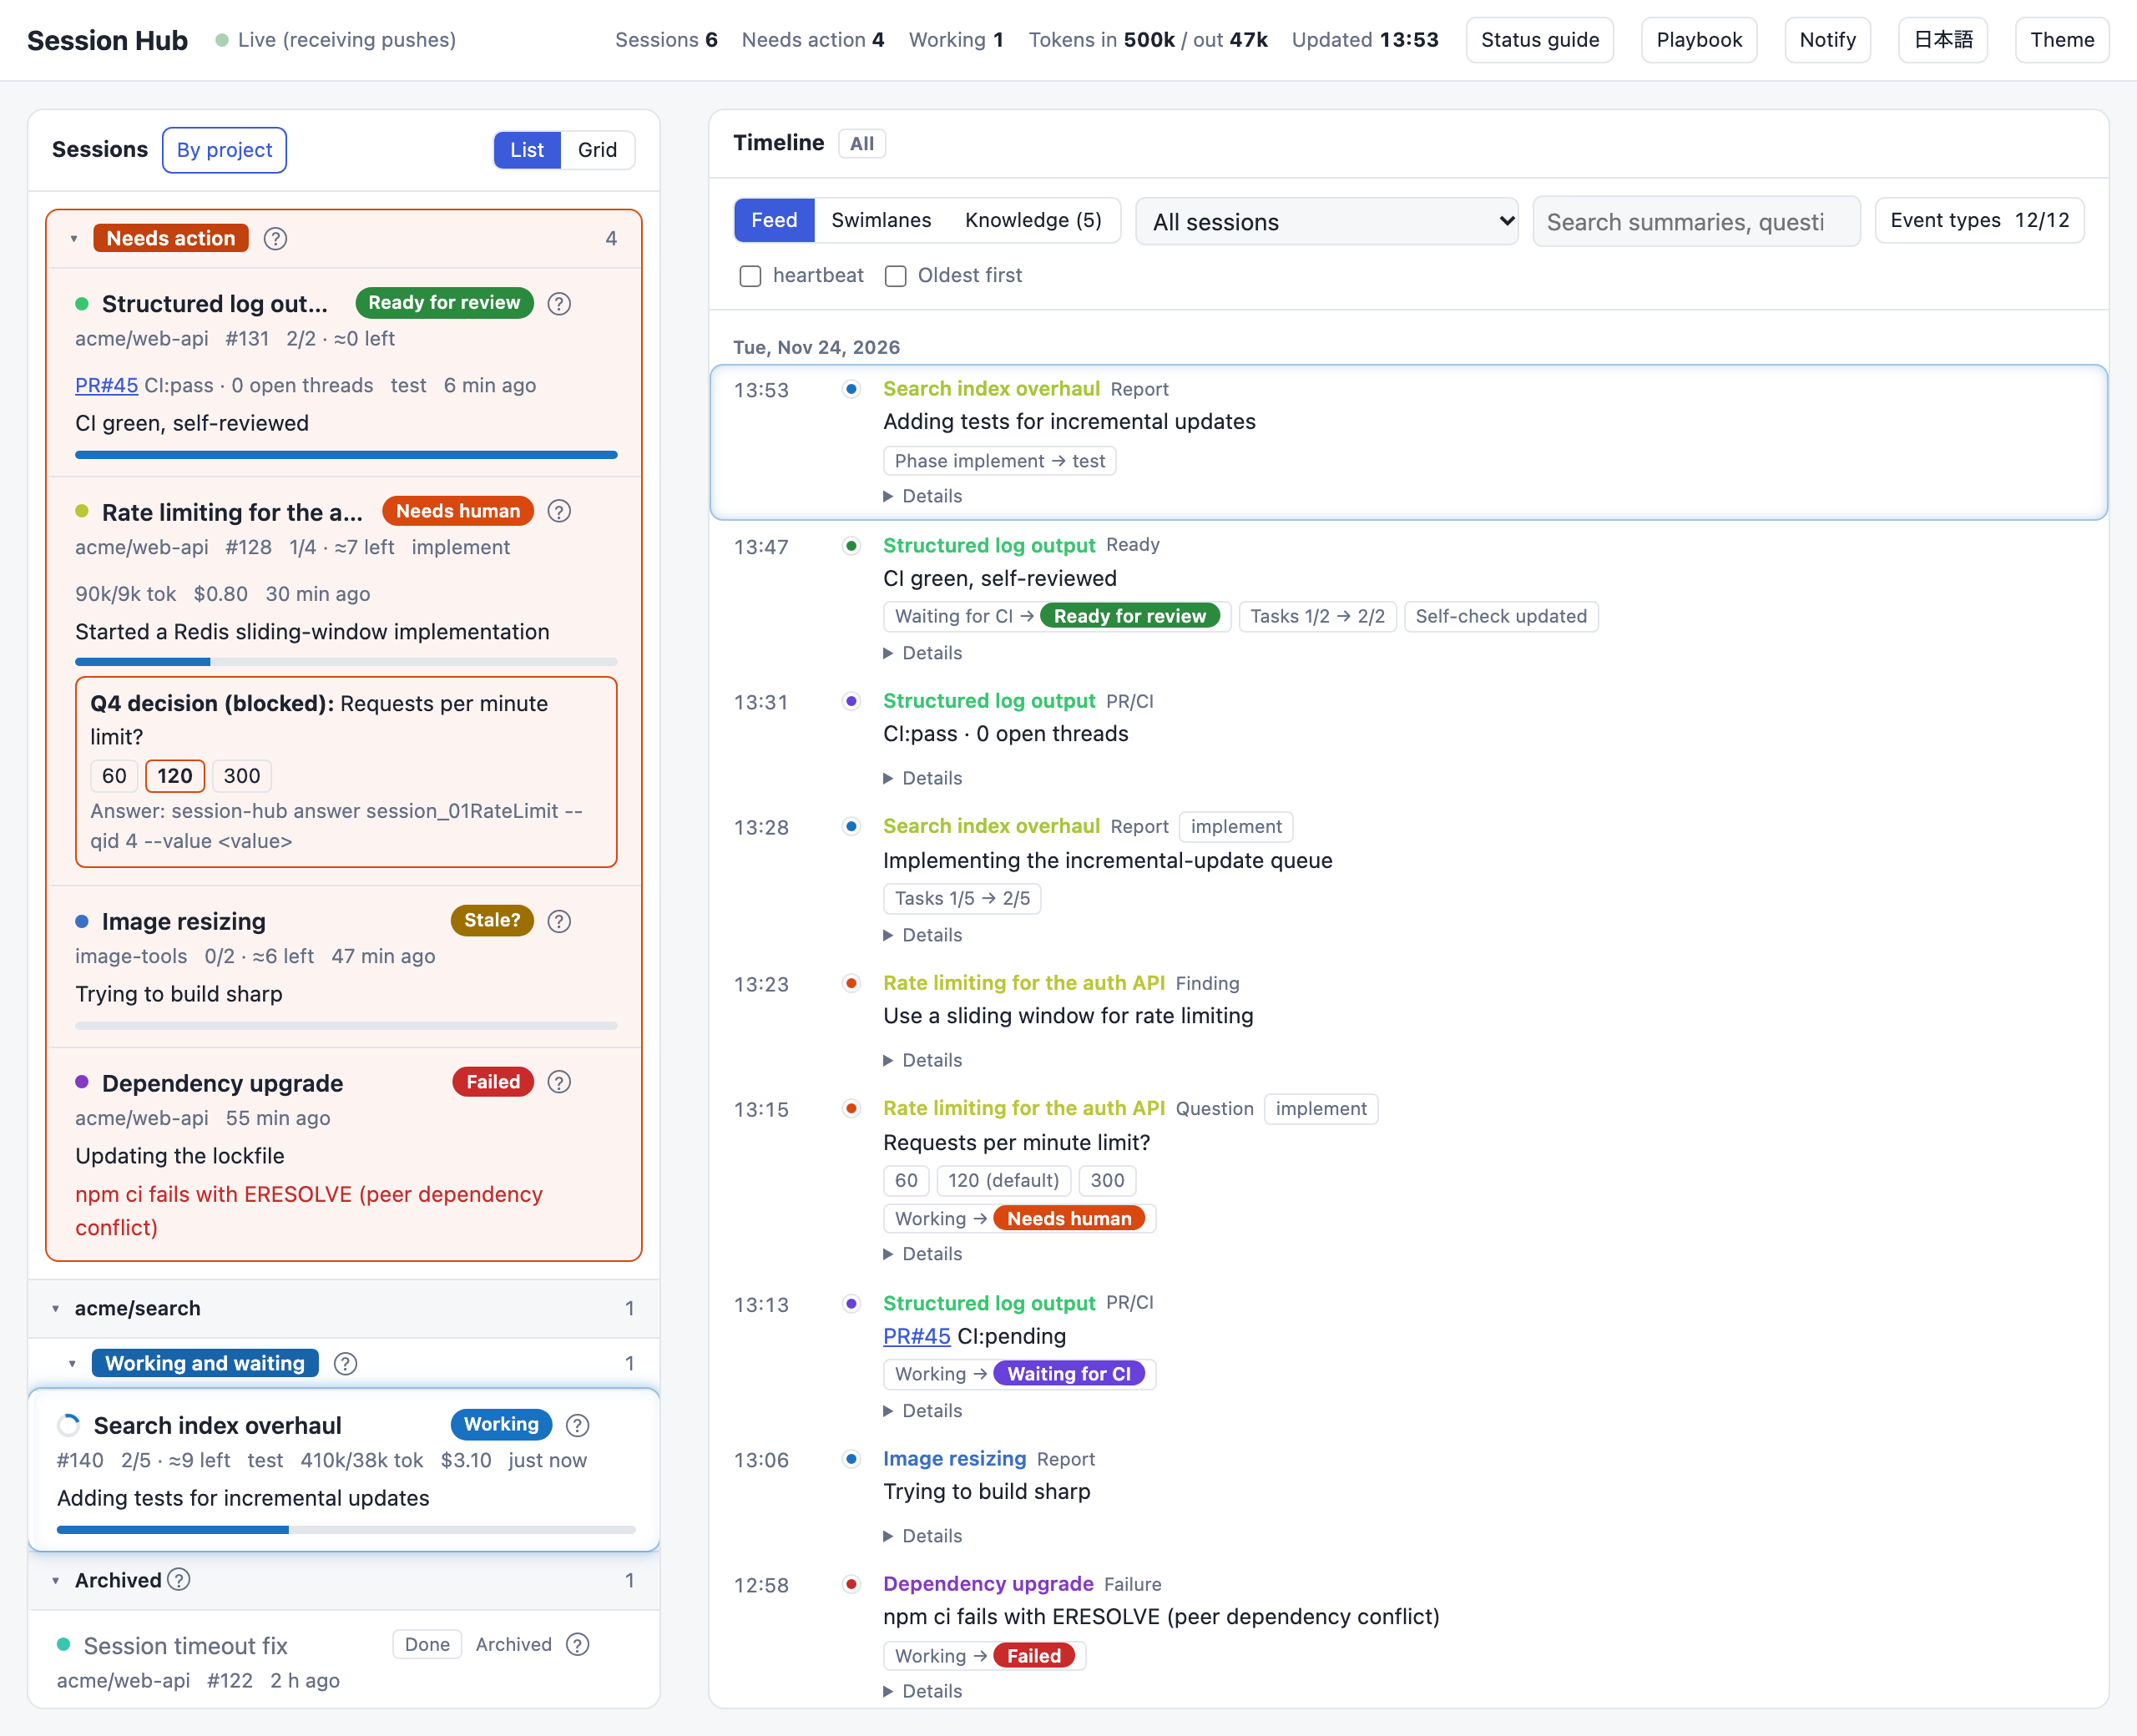 Session Hub
Live (receiving pushes)
Sessions 6
Needs action 4
Working 1
Tokens in 500k / out 47k
Updated 13:53
Status guide
Playbook
Notify
日本語
Theme
Sessions
By project
List
Grid
Needs action ?
4
Structured log out...
Ready for review ?
acme/web-api #131 2/2 · ≈0 left
PR#45 CI:pass · 0 open threads test 6 min ago
CI green, self-reviewed
Rate limiting for the a...
Needs human ?
acme/web-api #128 1/4 · ≈7 left implement
90k/9k tok $0.80 30 min ago
Started a Redis sliding-window implementation
Q4 decision (blocked): Requests per minute
limit?
60 120 300
Answer: session-hub answer session_01RateLimit --
qid 4 --value <value>
Image resizing
Stale? ?
image-tools 0/2 · ≈6 left 47 min ago
Trying to build sharp
Dependency upgrade
Failed ?
acme/web-api 55 min ago
Updating the lockfile
npm ci fails with ERESOLVE (peer dependency
conflict)
acme/search
1
Working and waiting ?
1
Search index overhaul
Working ?
#140 2/5 · ≈9 left test 410k/38k tok $3.10 just now
Adding tests for incremental updates
Archived ?
1
Session timeout fix
Done Archived ?
acme/web-api #122 2 h ago
Timeline All
Feed Swimlanes Knowledge (5)
All sessions
Search summaries, questi
Event types 12/12
heartbeat
Oldest first
Tue, Nov 24, 2026
13:53
Search index overhaul Report
Adding tests for incremental updates
Phase implement → test
Details
13:47
Structured log output Ready
CI green, self-reviewed
Waiting for CI → Ready for review Tasks 1/2 → 2/2 Self-check updated
Details
13:31
Structured log output PR/CI
CI:pass · 0 open threads
Details
13:28
Search index overhaul Report implement
Implementing the incremental-update queue
Tasks 1/5 → 2/5
Details
13:23
Rate limiting for the auth API Finding
Use a sliding window for rate limiting
Details
13:15
Rate limiting for the auth API Question implement
Requests per minute limit?
60 120 (default) 300
Working → Needs human
Details
13:13
Structured log output PR/CI
PR#45 CI:pending
Working → Waiting for CI
Details
13:06
Image resizing Report
Trying to build sharp
Details
12:58
Dependency upgrade Failure
npm ci fails with ERESOLVE (peer dependency conflict)
Working → Failed
Details